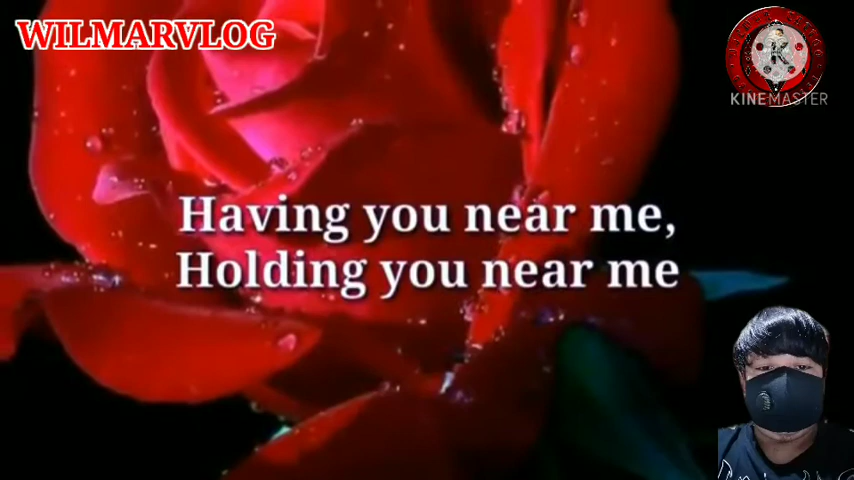 WILMARVLOG
KINEMASTER
Having you near me,
Holding you near me